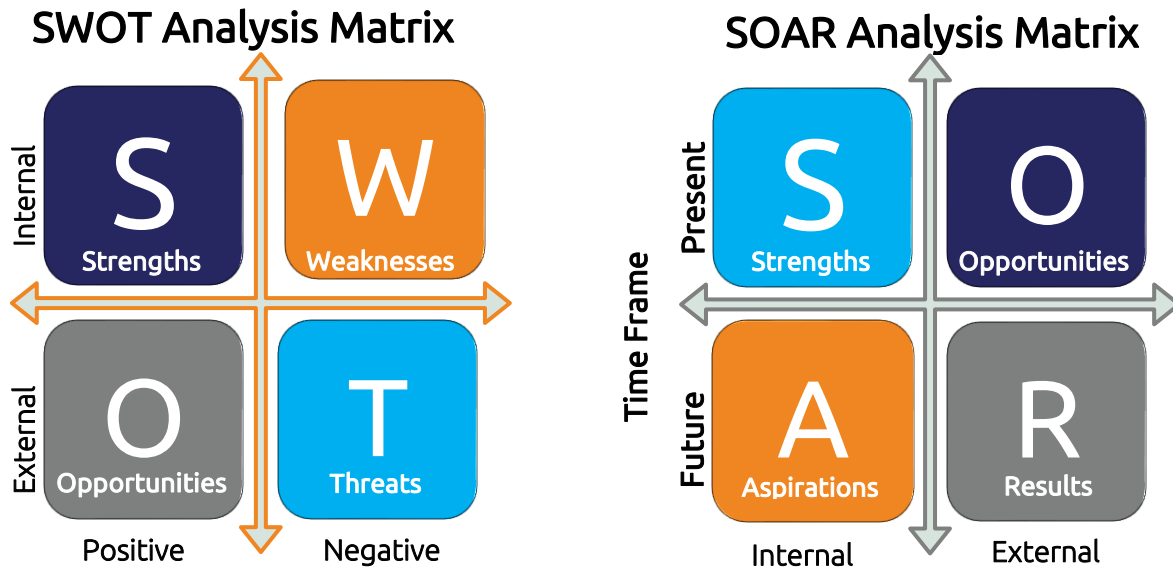 SWOT Analysis Matrix
Internal
S
Strengths
W
Weaknesses
External
O
Opportunities
T
Threats
Positive
Negative
SOAR Analysis Matrix
Time Frame
Present
S
Strengths
O
Opportunities
Future
A
Aspirations
R
Results
Internal
External